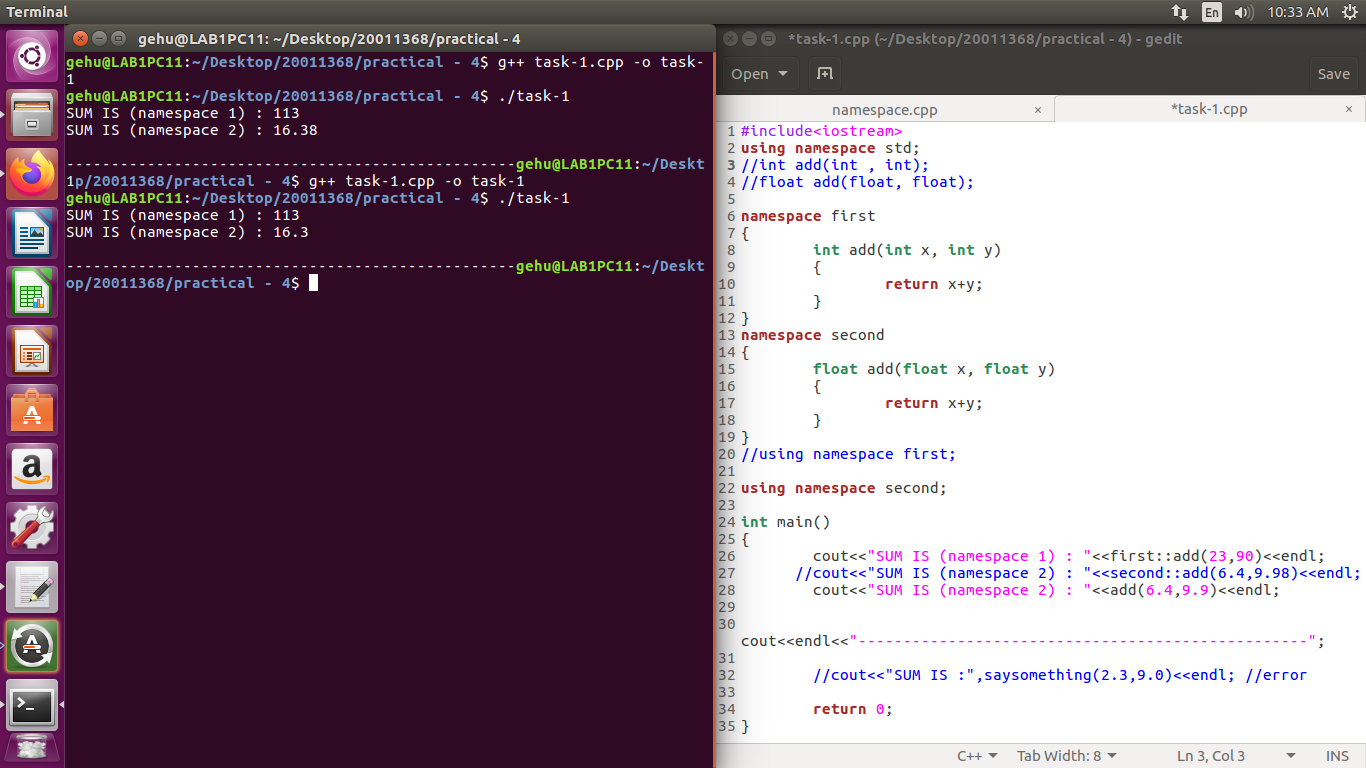 Terminal
En
10:33 AM
gehu@LAB1PC11: ~/Desktop/20011368/practical - 4
gehu@LAB1PC11:~/Desktop/20011368/practical - 4$ g++ task-1.cpp -o task-
1
gehu@LAB1PC11:~/Desktop/20011368/practical - 4$ ./task-1
SUM IS (namespace 1) : 113
SUM IS (namespace 2) : 16.38
--------------------------------------------------gehu@LAB1PC11:~/Deskt
1p/20011368/practical - 4$ g++ task-1.cpp -o task-1
gehu@LAB1PC11:~/Desktop/20011368/practical - 4$ ./task-1
SUM IS (namespace 1) : 113
SUM IS (namespace 2) : 16.3
--------------------------------------------------gehu@LAB1PC11:~/Deskt
op/20011368/practical - 4$
*task-1.cpp (~/Desktop/20011368/practical - 4) - gedit
Open
Save
namespace.cpp ×
*task-1.cpp ×
1 #include<iostream>
2 using namespace std;
3 //int add(int , int);
4 //float add(float, float);
5
6 namespace first
7 {
8 int add(int x, int y)
9 {
10 return x+y;
11 }
12 }
13 namespace second
14 {
15 float add(float x, float y)
16 {
17 return x+y;
18 }
19 }
20 //using namespace first;
21
22 using namespace second;
23
24 int main()
25 {
26 cout<<"SUM IS (namespace 1) : "<<first::add(23,90)<<endl;
27 //cout<<"SUM IS (namespace 2) : "<<second::add(6.4,9.98)<<endl;
28 cout<<"SUM IS (namespace 2) : "<<add(6.4,9.9)<<endl;
29
30
cout<<endl<<"--------------------------------------------------";
31
32 //cout<<"SUM IS :",saysomething(2.3,9.0)<<endl; //error
33
34 return 0;
35 }
C++
Tab Width: 8
Ln 3, Col 3
INS